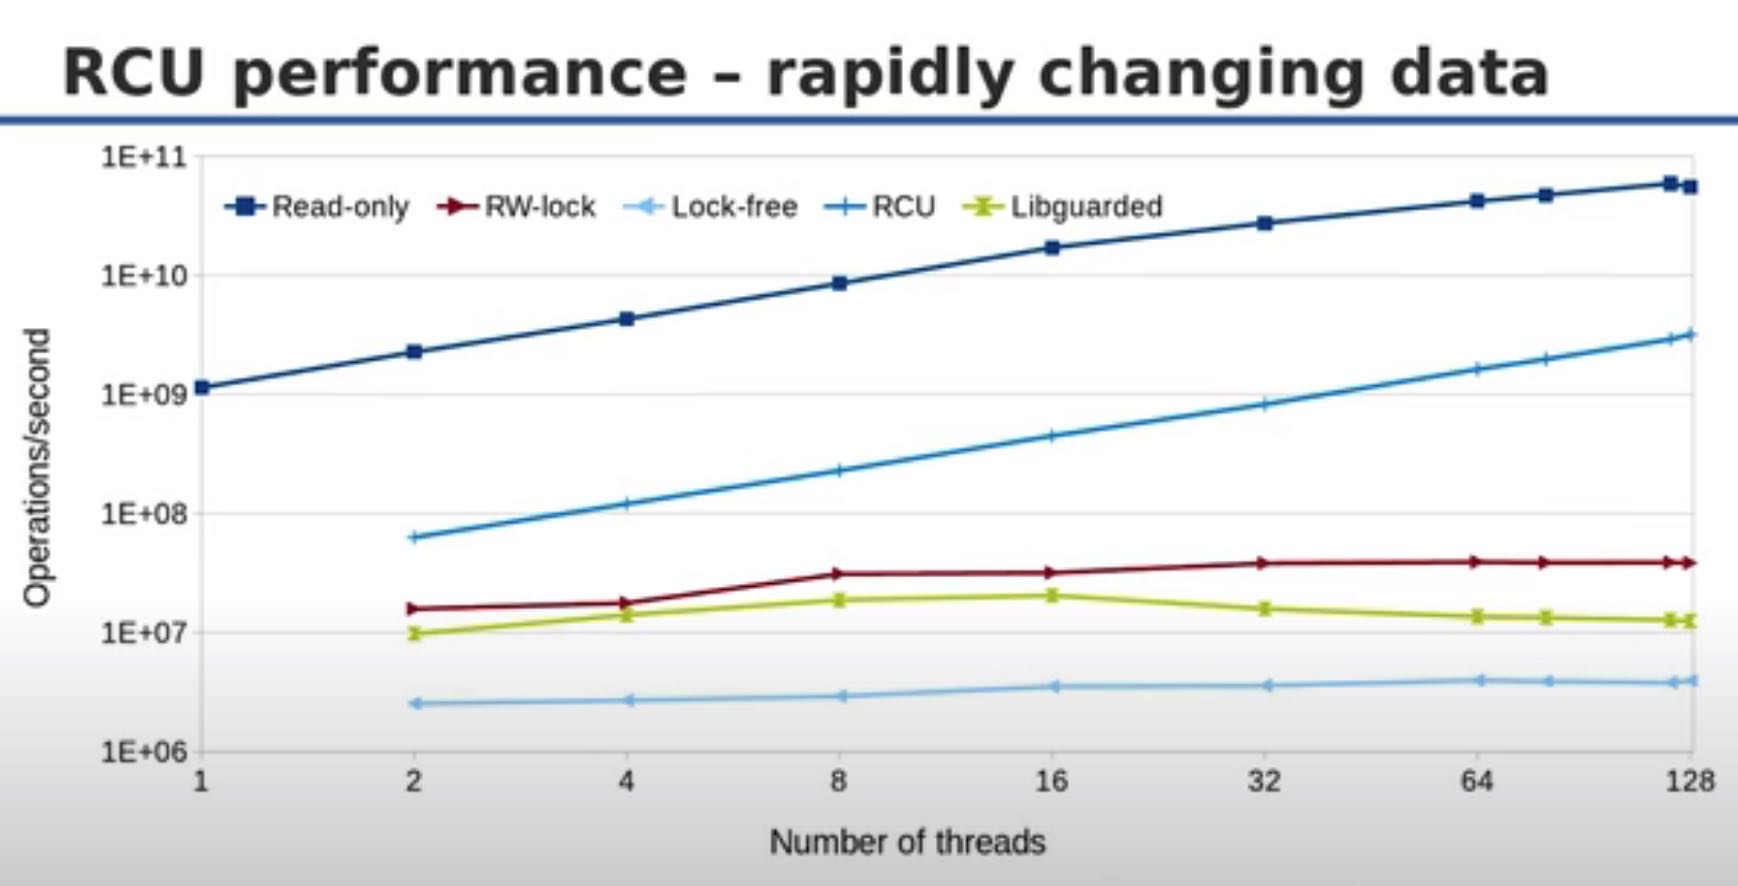 RCU performance – rapidly changing data
1E+11
Read-only RW-lock Lock-free RCU Libguarded
1E+10
1E+09
1E+08
1E+07
1E+06
Operations/second
1 2 4 8 16 32 64 128
Number of threads